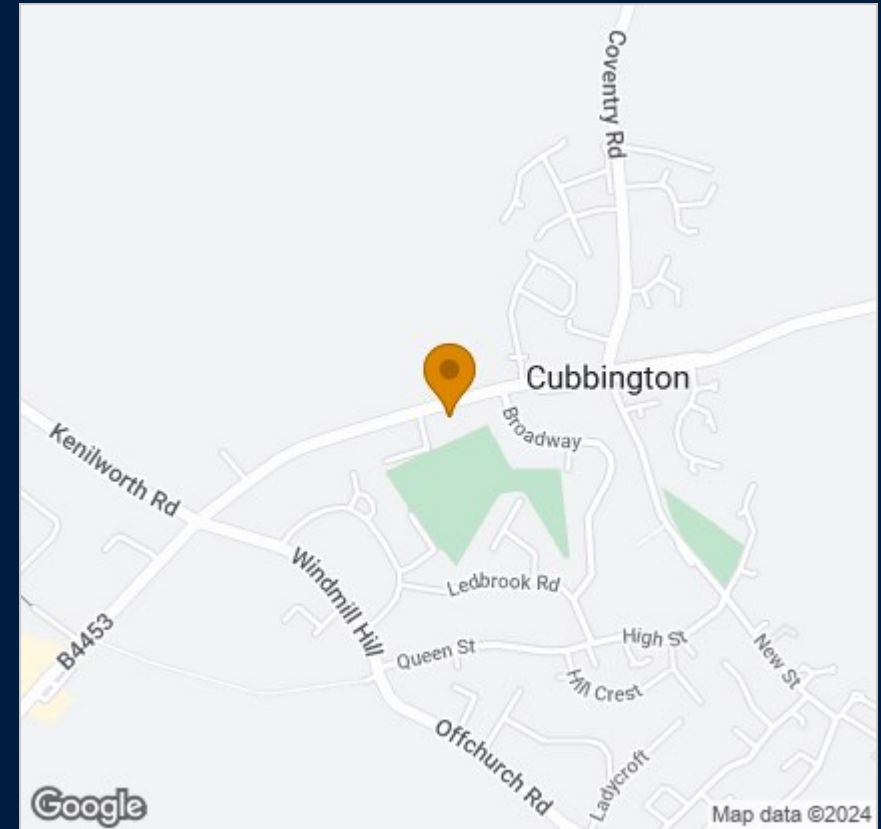 Coventry Rd
Cubbington
Broadway
Kenilworth Rd
Windmill Hill
Ledbrook Rd
B4453
Queen St
High St
New St
Hill Crest
Offchurch Rd
Ladycroft
Google
Map data ©2024